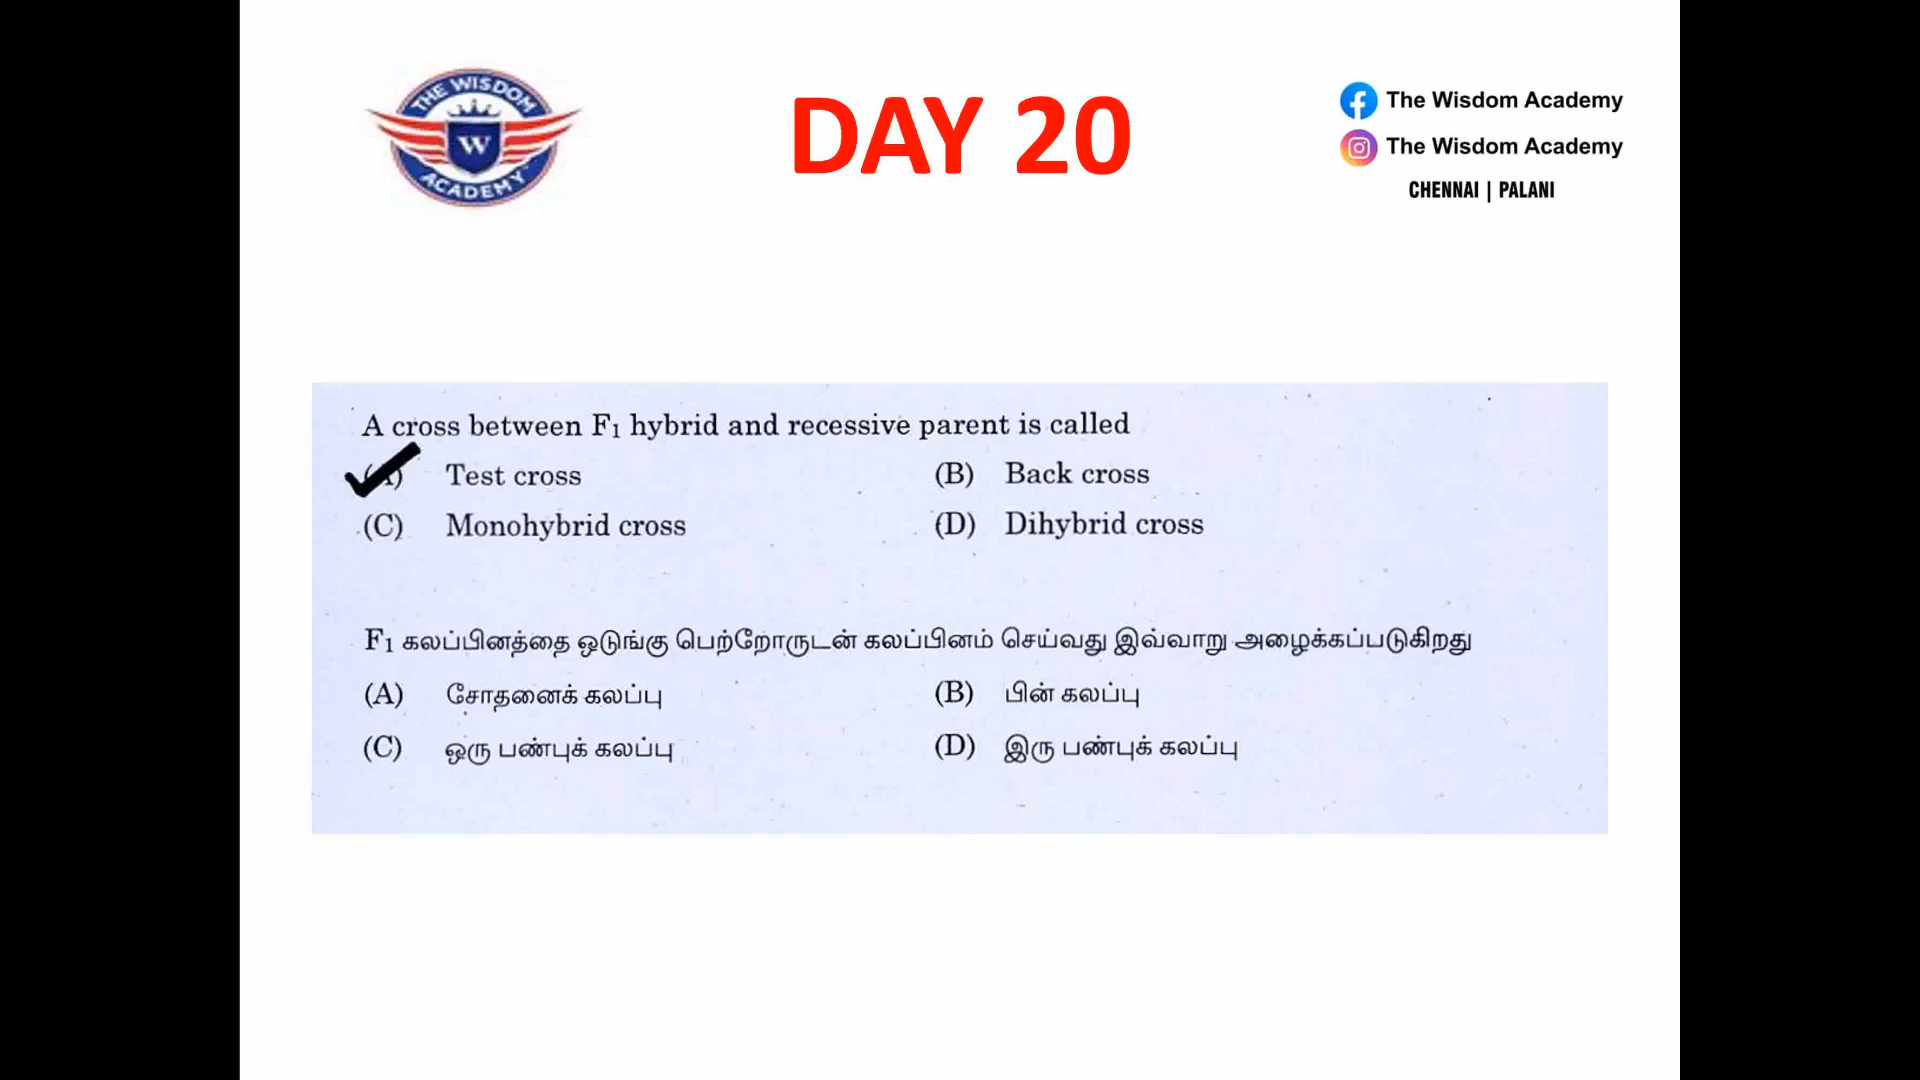 THE WISDOM
W
ACADEMY
DAY 20
The Wisdom Academy
The Wisdom Academy
CHENNAI | PALANI
A cross between F1 hybrid and recessive parent is called
(A) Test cross (B) Back cross
(C) Monohybrid cross (D) Dihybrid cross
F1 கலப்பினத்தை ஒடுங்கு பெற்றோருடன் கலப்பினம் செய்வது இவ்வாறு அழைக்கப்படுகிறது
(A) சோதனைக் கலப்பு (B) பின் கலப்பு
(C) ஒரு பண்புக் கலப்பு (D) இரு பண்புக் கலப்பு